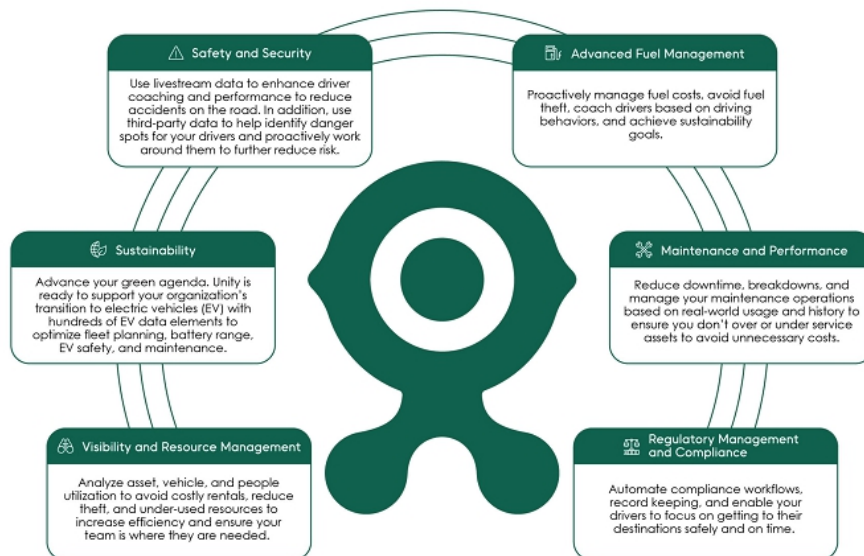 Safety and Security
Use livestream data to enhance driver
coaching and performance to reduce
accidents on the road. In addition, use
third-party data to help identify danger
spots for your drivers and proactively work
around them to further reduce risk.
Advanced Fuel Management
Proactively manage fuel costs, avoid fuel
theft, coach drivers based on driving
behaviors, and achieve sustainability
goals.
Sustainability
Advance your green agenda. Unity is
ready to support your organization's
transition to electric vehicles (EV) with
hundreds of EV data elements to
optimize fleet planning, battery range,
EV safety, and maintenance.
Maintenance and Performance
Reduce downtime, breakdowns, and
manage your maintenance operations
based on real-world usage and history to
ensure you don't over or under service
assets to avoid unnecessary costs.
Visibility and Resource Management
Analyze asset, vehicle, and people
utilization to avoid costly rentals, reduce
theft, and under-used resources to
increase efficiency and ensure your
team is where they are needed.
Regulatory Management
and Compliance
Automate compliance workflows,
record keeping, and enable your
drivers to focus on getting to their
destinations safely and on time.